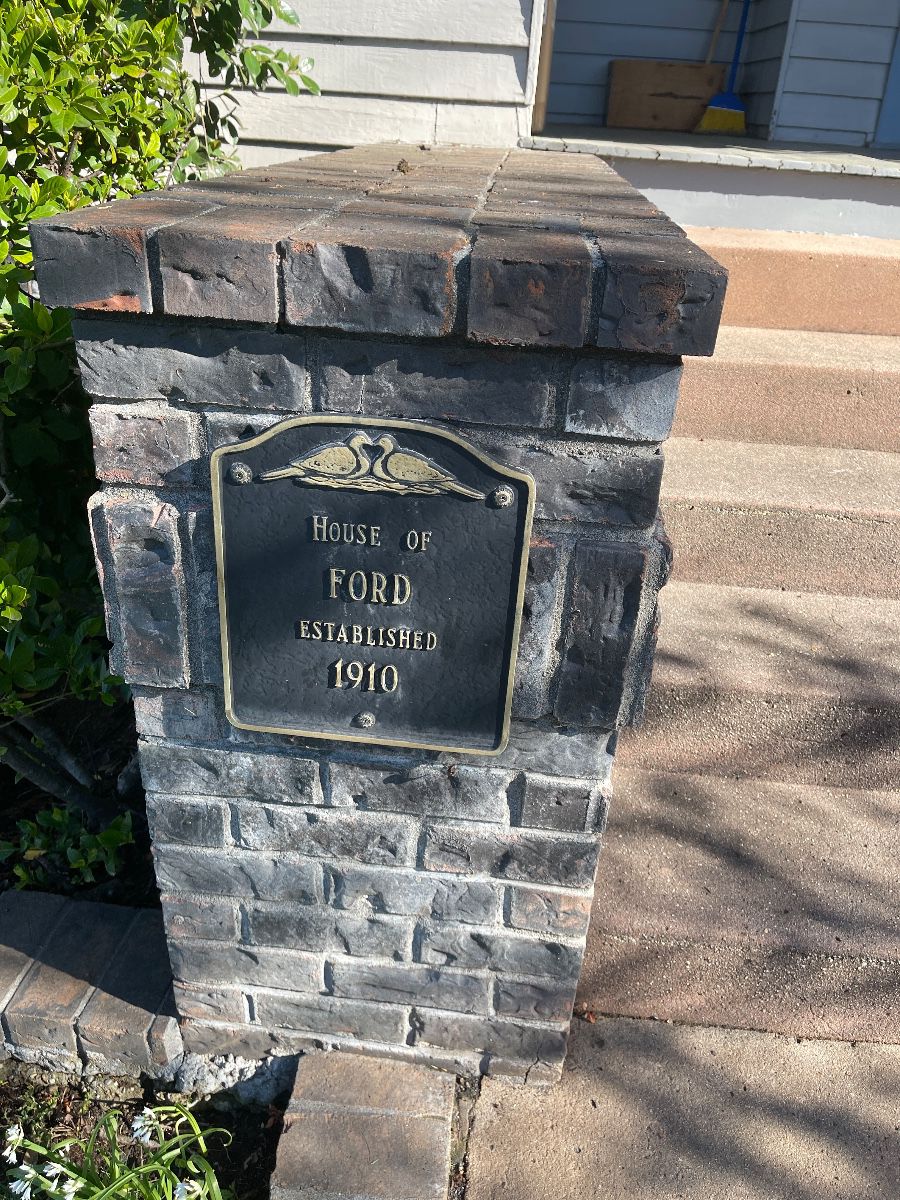 HOUSE OF
FORD
ESTABLISHED
1910